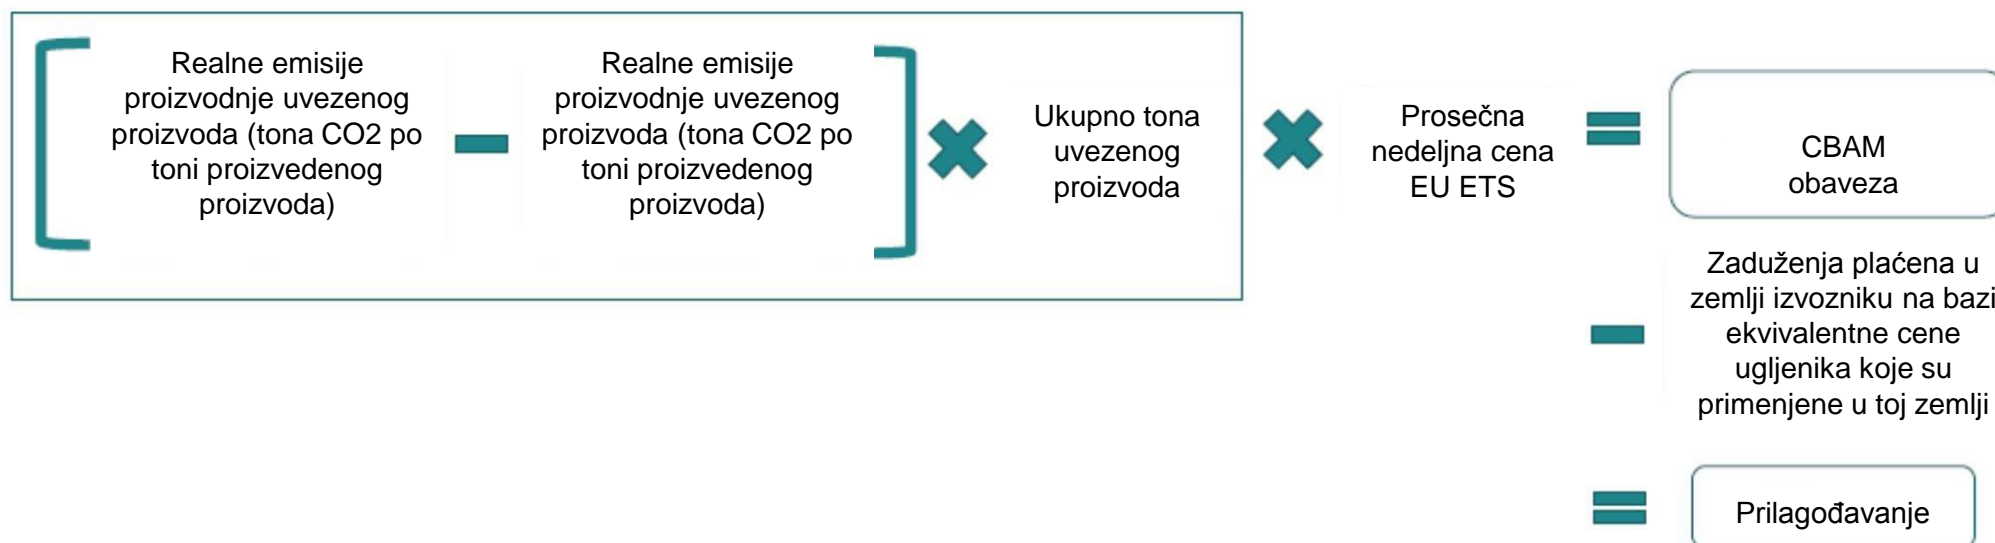 Realne emisije
proizvodnje uvezenog
proizvoda (tona CO2 po
toni proizvedenog
proizvoda)
Realne emisije
proizvodnje uvezenog
proizvoda (tona CO2 po
toni proizvedenog
proizvoda)
Ukupno tona
uvezenog
proizvoda
Prosečna
nedeljna cena
EU ETS
CBAM
obaveza
Zaduženja plaćena u
zemlji izvozniku na bazi
ekvivalentne cene
ugljenika koje su
primenjene u toj zemlji
Prilagođavanje